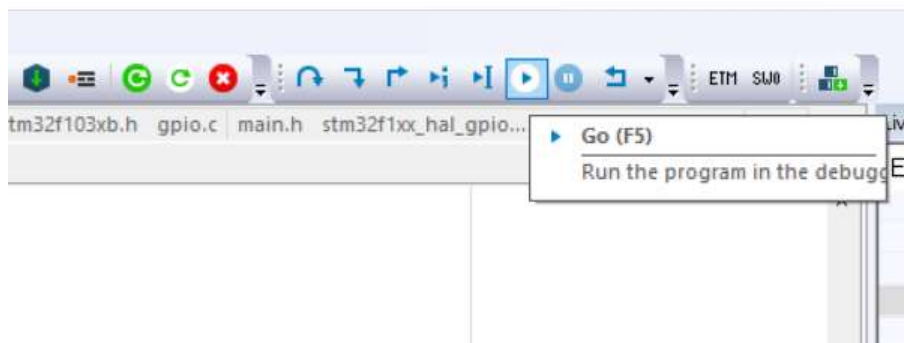 ETM SWO
tm32f103xb.h gpio.c main.h stm32f1xx_hal_gpio...
Go (F5)
Run the program in the debugg